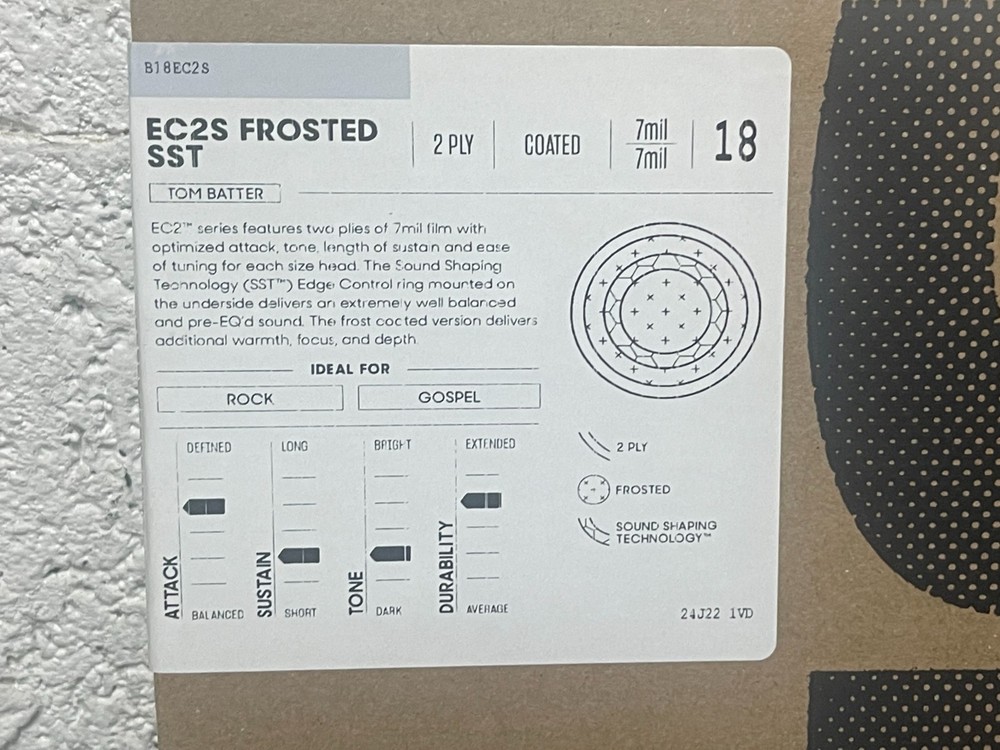 B18EC2S
EC2S FROSTED
SST
2 PLY
COATED
7mil
7mil
18
TOM BATTER
EC2™ series features two plies of 7mil film with
optimized attack, tone, length of sustain and ease
of tuning for each size head. The Sound Shaping
Technology (SST™) Edge Control ring mounted on
the underside delivers an extremely well balanced
and pre-EQ'd sound. The frost coated version delivers
additional warmth, focus, and depth.
IDEAL FOR
ROCK
GOSPEL
DEFINED
LONG
BRIGHT
EXTENDED
ATTACK
SUSTAIN
TONE
DURABILITY
BALANCED
SHORT
DARK
AVERAGE
2 PLY
FROSTED
SOUND SHAPING
TECHNOLOGY™
24J22 1VD